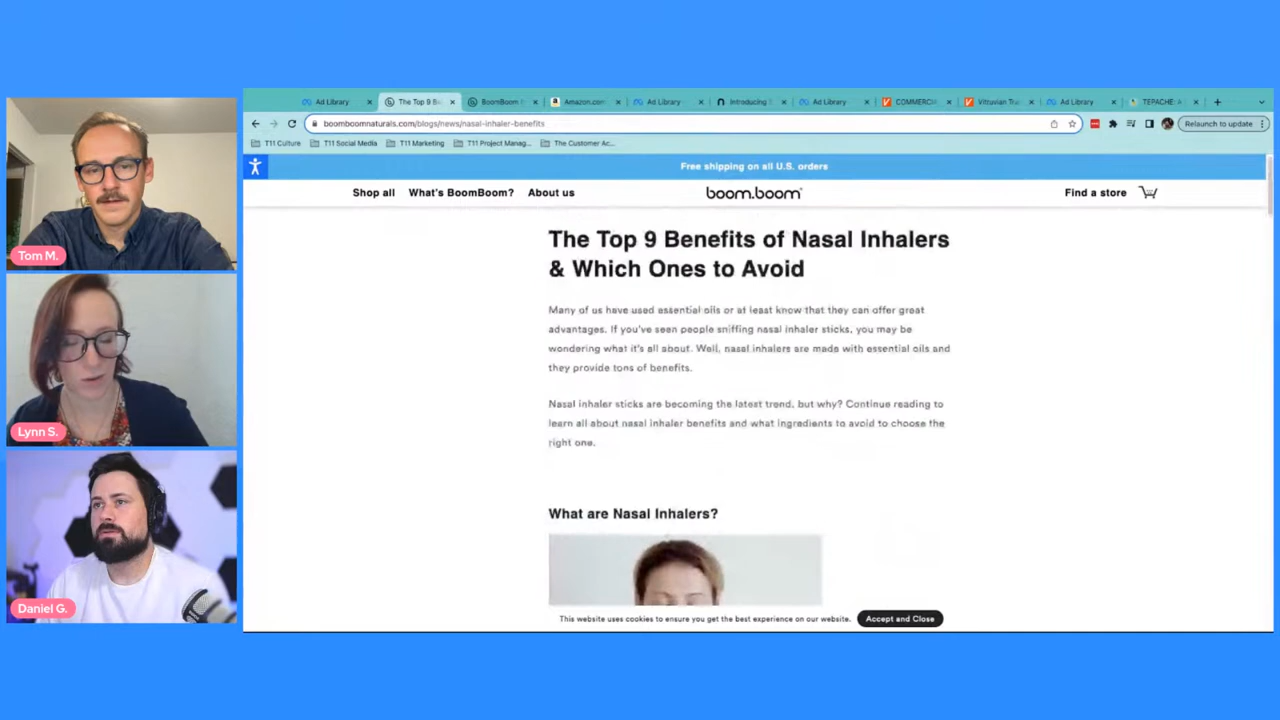 Tom M.
Lynn S.
Daniel G.
Ad Library
The Top 9 B
BoomBoom
Amazon.com
Ad Library
Introducing
Ad Library
COMMERCI
Vitruvian Tra
Ad Library
TEPACHE: A
boomboomnaturals.com/blogs/news/nasal-inhaler-benefits
Relaunch to update
T11 Culture
T11 Social Media
T11 Marketing
T11 Project Manag...
The Customer Ac...
Free shipping on all U.S. orders
Shop all What's BoomBoom? About us
boom.boom®
Find a store
The Top 9 Benefits of Nasal Inhalers
& Which Ones to Avoid
Many of us have used essential oils or at least know that they can offer great
advantages. If you've seen people sniffing nasal inhaler sticks, you may be
wondering what it's all about. Well, nasal inhalers are made with essential oils and
they provide tons of benefits.
Nasal inhaler sticks are becoming the latest trend, but why? Continue reading to
learn all about nasal inhaler benefits and what ingredients to avoid to choose the
right one.
What are Nasal Inhalers?
This website uses cookies to ensure you get the best experience on our website.
Accept and Close